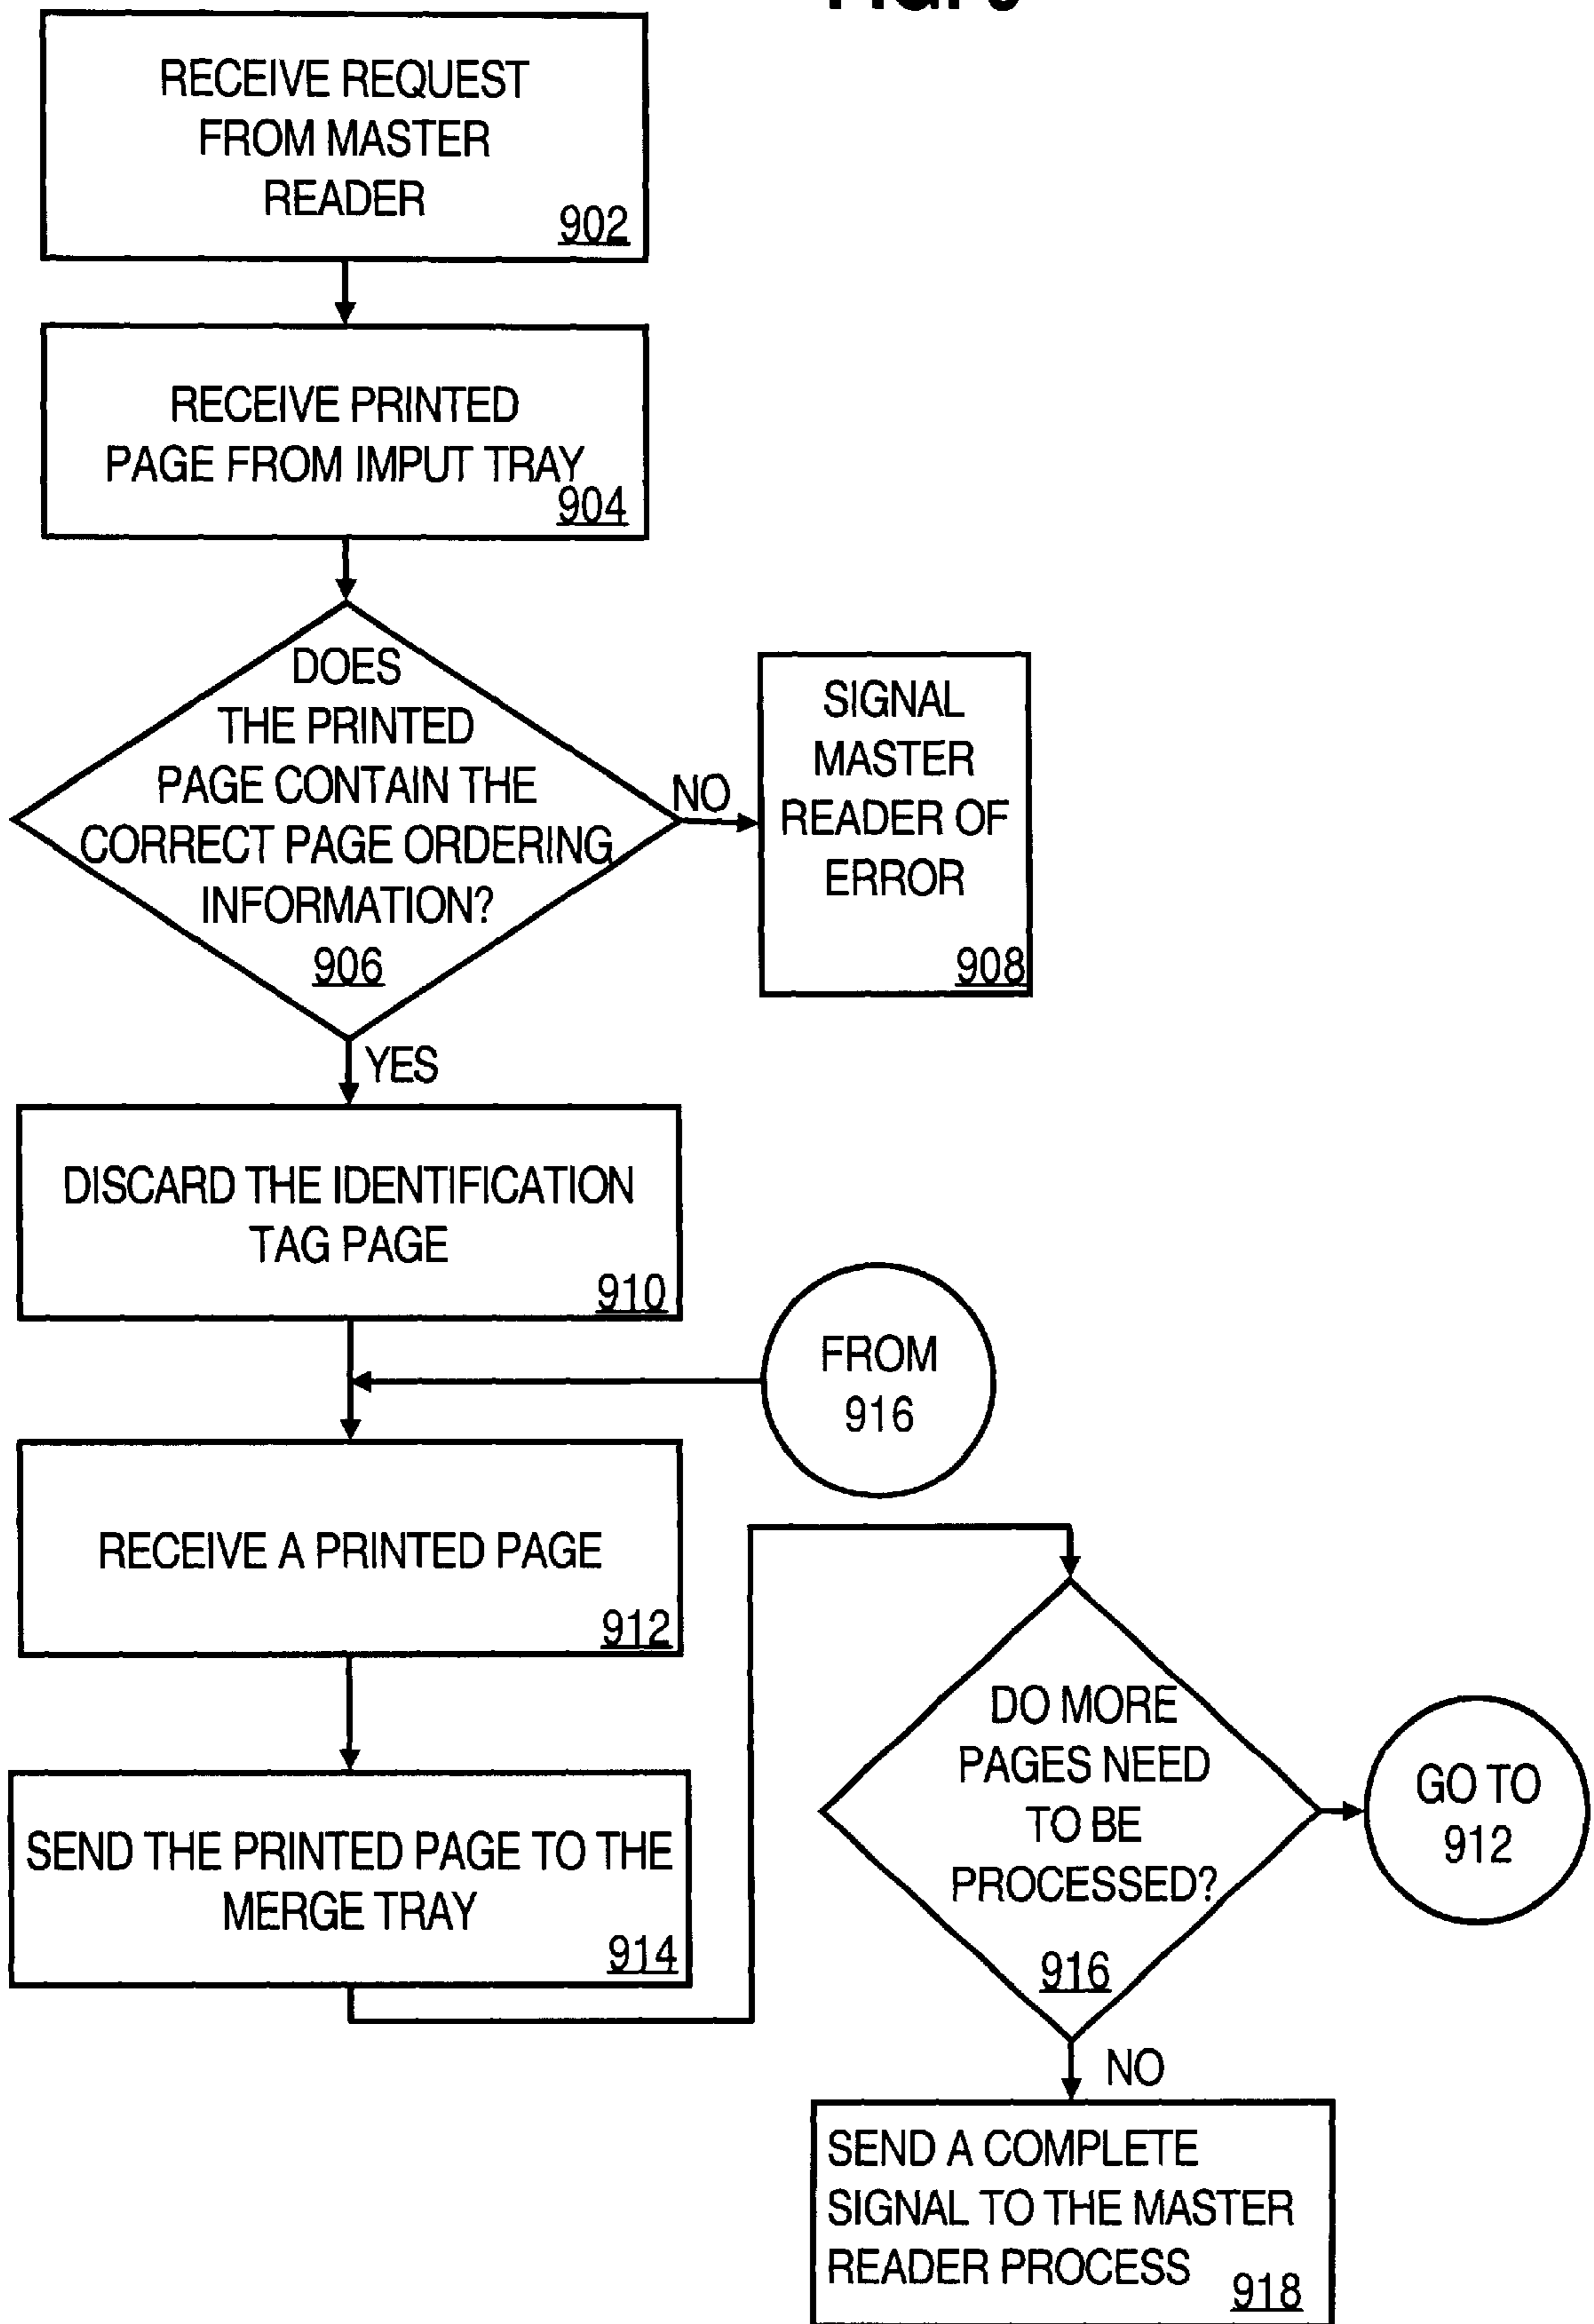 RECEIVE REQUEST
FROM MASTER
READER
902
RECEIVE PRINTED
PAGE FROM IMPUT TRAY
904
DOES
THE PRINTED
PAGE CONTAIN THE
CORRECT PAGE ORDERING
INFORMATION?
906
NO
SIGNAL
MASTER
READER OF
ERROR
908
YES
DISCARD THE IDENTIFICATION
TAG PAGE
910
FROM
916
RECEIVE A PRINTED PAGE
912
SEND THE PRINTED PAGE TO THE
MERGE TRAY
914
DO MORE
PAGES NEED
TO BE
PROCESSED?
916
GO TO
912
NO
SEND A COMPLETE
SIGNAL TO THE MASTER
READER PROCESS
918